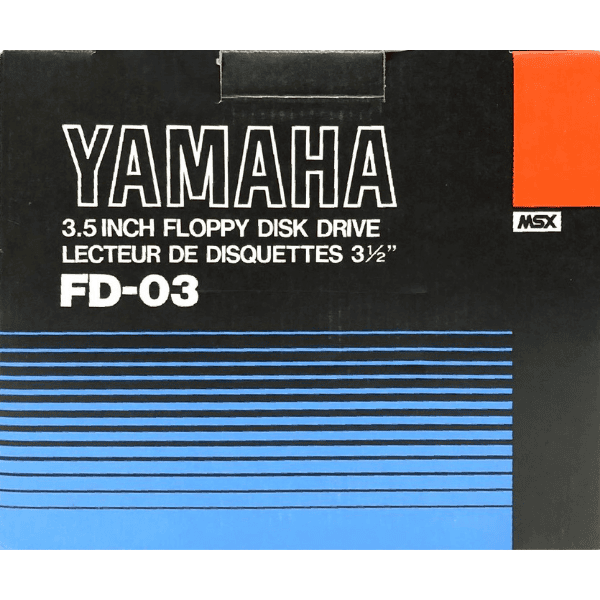 YAMAHA
3.5 INCH FLOPPY DISK DRIVE
LECTEUR DE DISQUETTES 3½"
FD-03
MSX